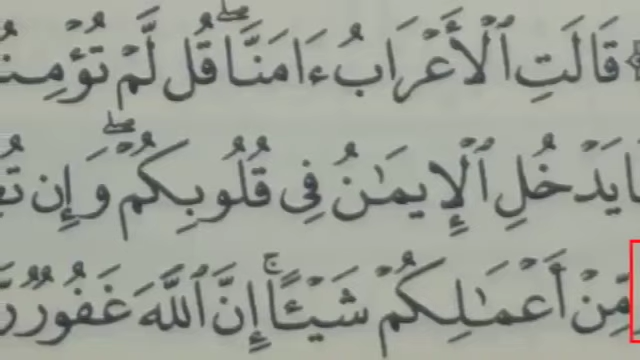 قَالَتِ ٱلْأَعْرَابُ ءَامَنَّاۖ قُل لَّمْ تُؤْمِنُ
يَدْخُلِ ٱلْإِيمَٰنُ فِى قُلُوبِكُمْۖ وَإِن
مِّنْ أَعْمَٰلِكُمْ شَيْـًٔاۚ إِنَّ ٱللَّهَ غَفُورٌ